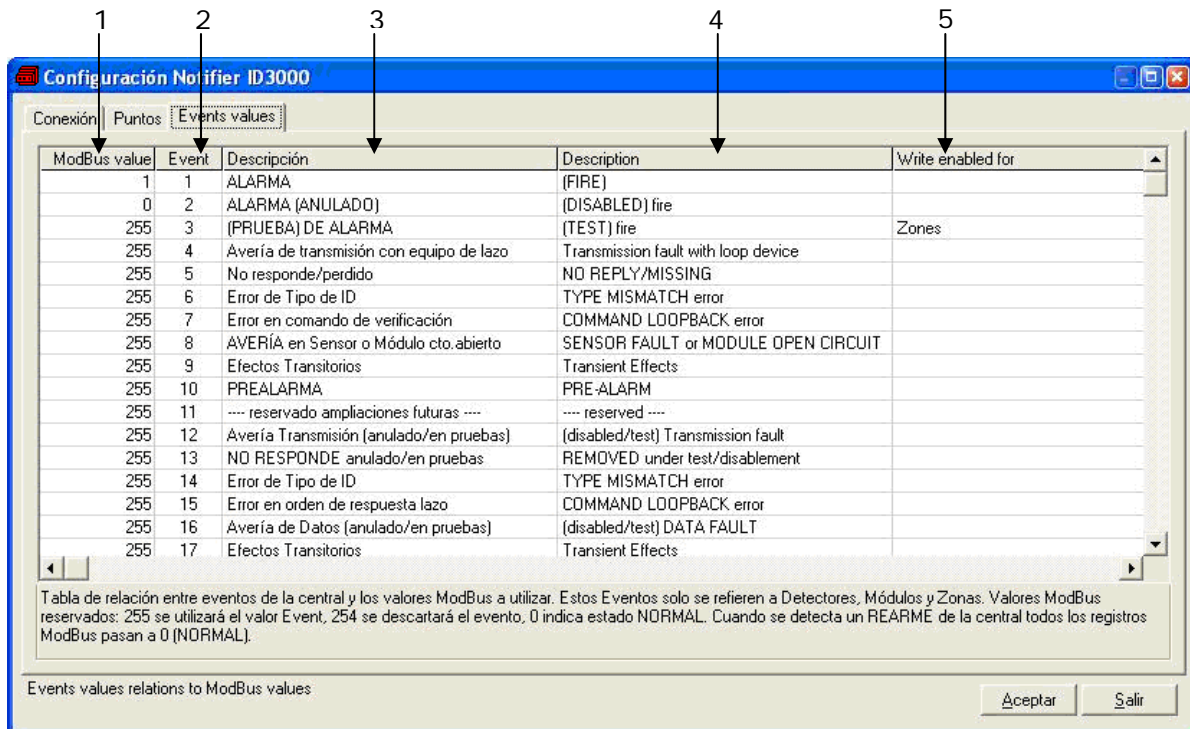 1 2 3 4 5
Configuración Notifier ID3000
Conexión Puntos Events values
ModBus value Event Descripción Description Write enabled for
1 1 ALARMA (FIRE)
0 2 ALARMA (ANULADO) (DISABLED) fire
255 3 (PRUEBA) DE ALARMA (TEST) fire Zones
255 4 Avería de transmisión con equipo de lazo Transmission fault with loop device
255 5 No responde/perdido NO REPLY/MISSING
255 6 Error de Tipo de ID TYPE MISMATCH error
255 7 Error en comando de verificación COMMAND LOOPBACK error
255 8 AVERÍA en Sensor o Módulo cto.abierto SENSOR FAULT or MODULE OPEN CIRCUIT
255 9 Efectos Transitorios Transient Effects
255 10 PREALARMA PRE-ALARM
255 11 ---- reservado ampliaciones futuras ---- ---- reserved ----
255 12 Avería Transmisión (anulado/en pruebas) (disabled/test) Transmission fault
255 13 NO RESPONDE anulado/en pruebas REMOVED under test/disablement
255 14 Error de Tipo de ID TYPE MISMATCH error
255 15 Error en orden de respuesta lazo COMMAND LOOPBACK error
255 16 Avería de Datos (anulado/en pruebas) (disabled/test) DATA FAULT
255 17 Efectos Transitorios Transient Effects
Tabla de relación entre eventos de la central y los valores ModBus a utilizar. Estos Eventos solo se refieren a Detectores, Módulos y Zonas. Valores ModBus
reservados: 255 se utilizará el valor Event, 254 se descartará el evento, 0 indica estado NORMAL. Cuando se detecta un REARME de la central todos los registros
ModBus pasan a 0 (NORMAL).
Events values relations to ModBus values
Aceptar Salir